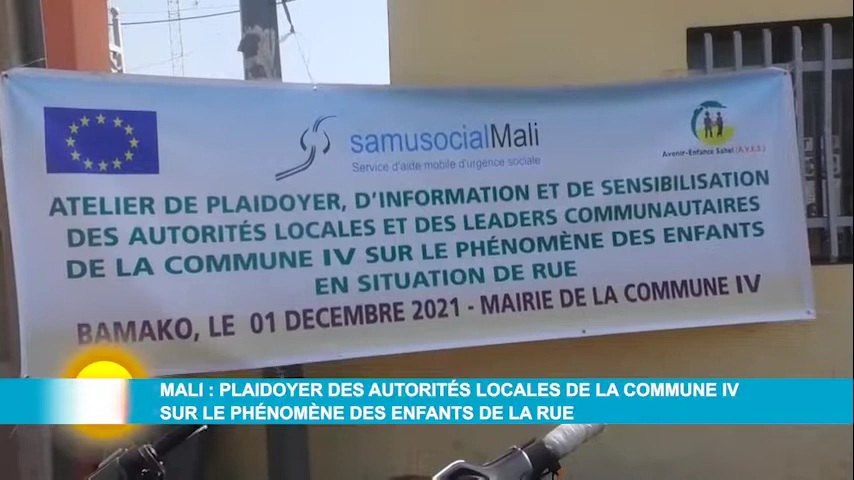 samusocialMali
Service d'aide mobile d'urgence sociale
Avenir-Enfance Sahel (A.Y.E.S)
ATELIER DE PLAIDOYER, D'INFORMATION ET DE SENSIBILISATION
DES AUTORITÉS LOCALES ET DES LEADERS COMMUNAUTAIRES
DE LA COMMUNE IV SUR LE PHÉNOMÈNE DES ENFANTS
EN SITUATION DE RUE
BAMAKO, LE 01 DECEMBRE 2021 - MAIRIE DE LA COMMUNE IV
MALI : PLAIDOYER DES AUTORITÉS LOCALES DE LA COMMUNE IV
SUR LE PHÉNOMÈNE DES ENFANTS DE LA RUE